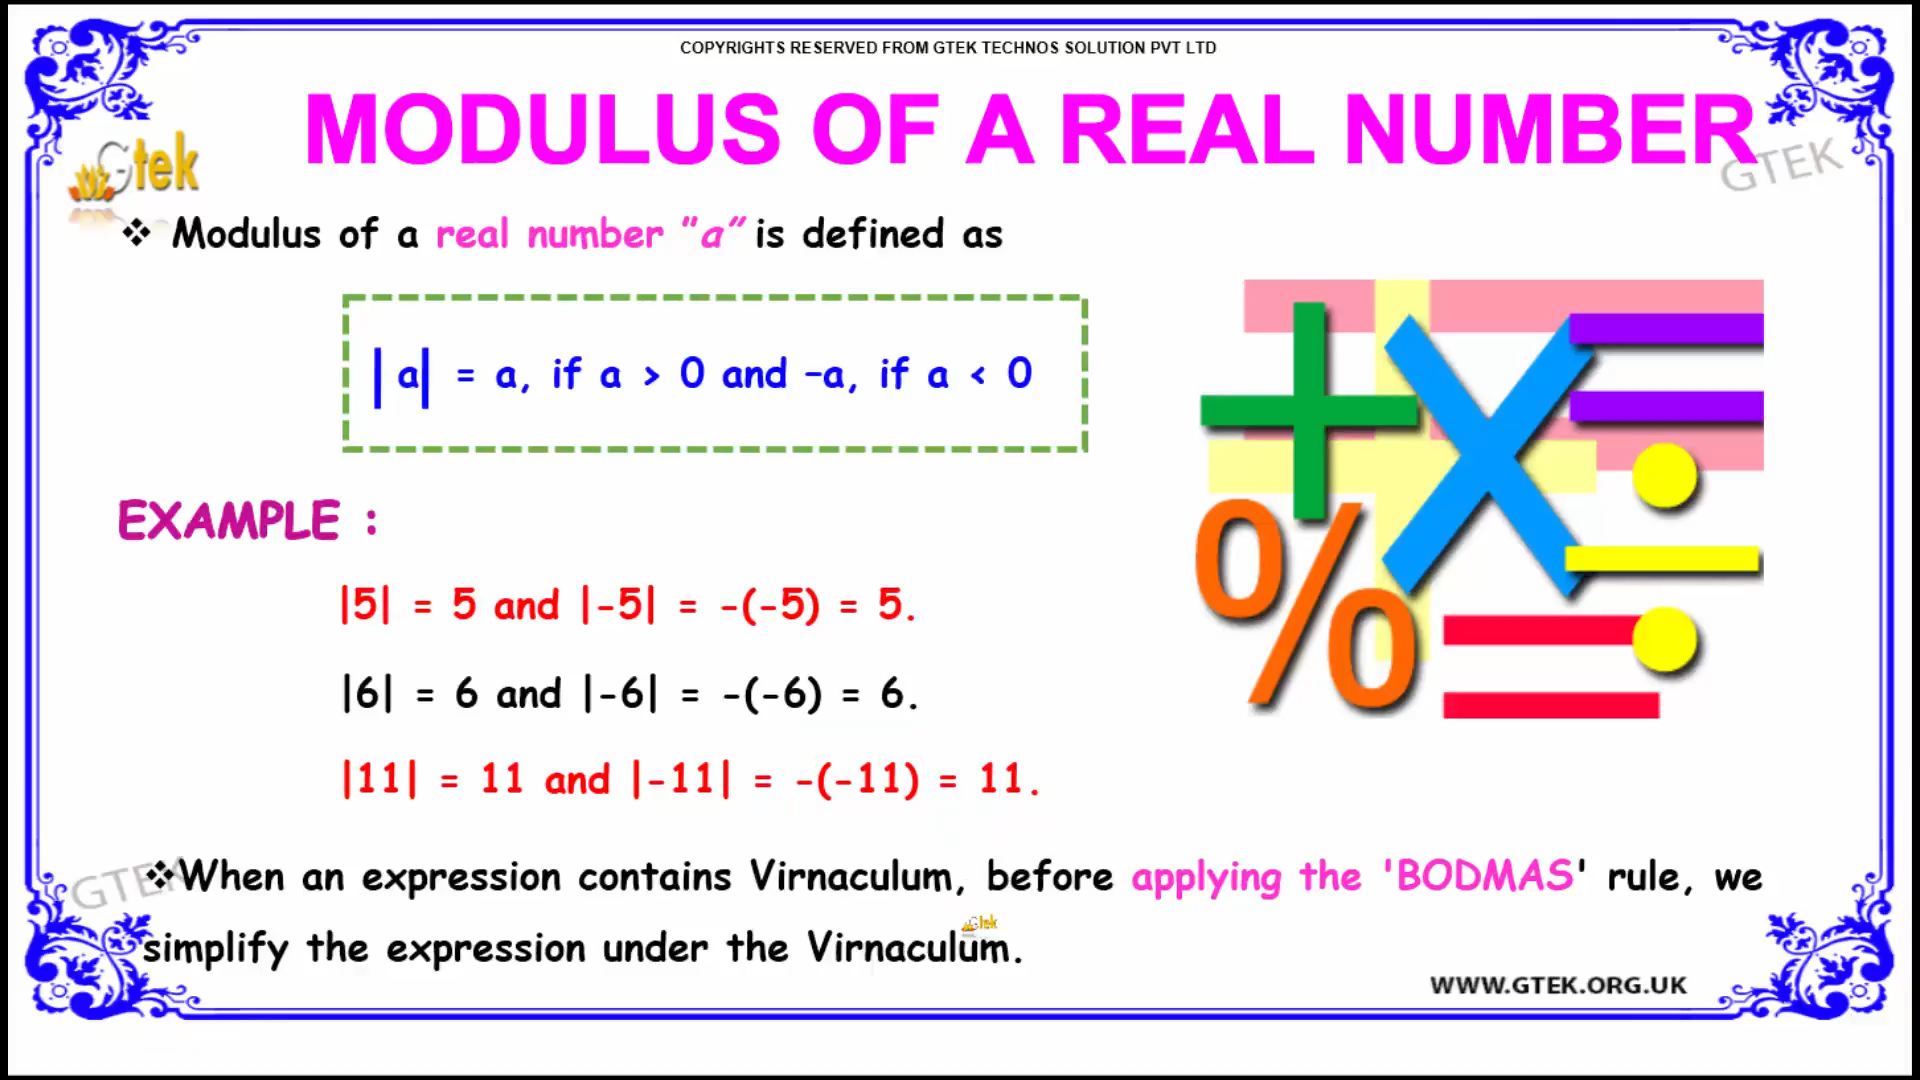 COPYRIGHTS RESERVED FROM GTEK TECHNOS SOLUTION PVT LTD
MODULUS OF A REAL NUMBER
Gtek
GTEK
❖ Modulus of a real number "a" is defined as
|a| = a, if a > 0 and -a, if a < 0
EXAMPLE :
|5| = 5 and |-5| = -(-5) = 5.
|6| = 6 and |-6| = -(-6) = 6.
|11| = 11 and |-11| = -(-11) = 11.
GTEK
❖When an expression contains Virnaculum, before applying the 'BODMAS' rule, we
simplify the expression under the Virnaculum.
Gtek
WWW.GTEK.ORG.UK